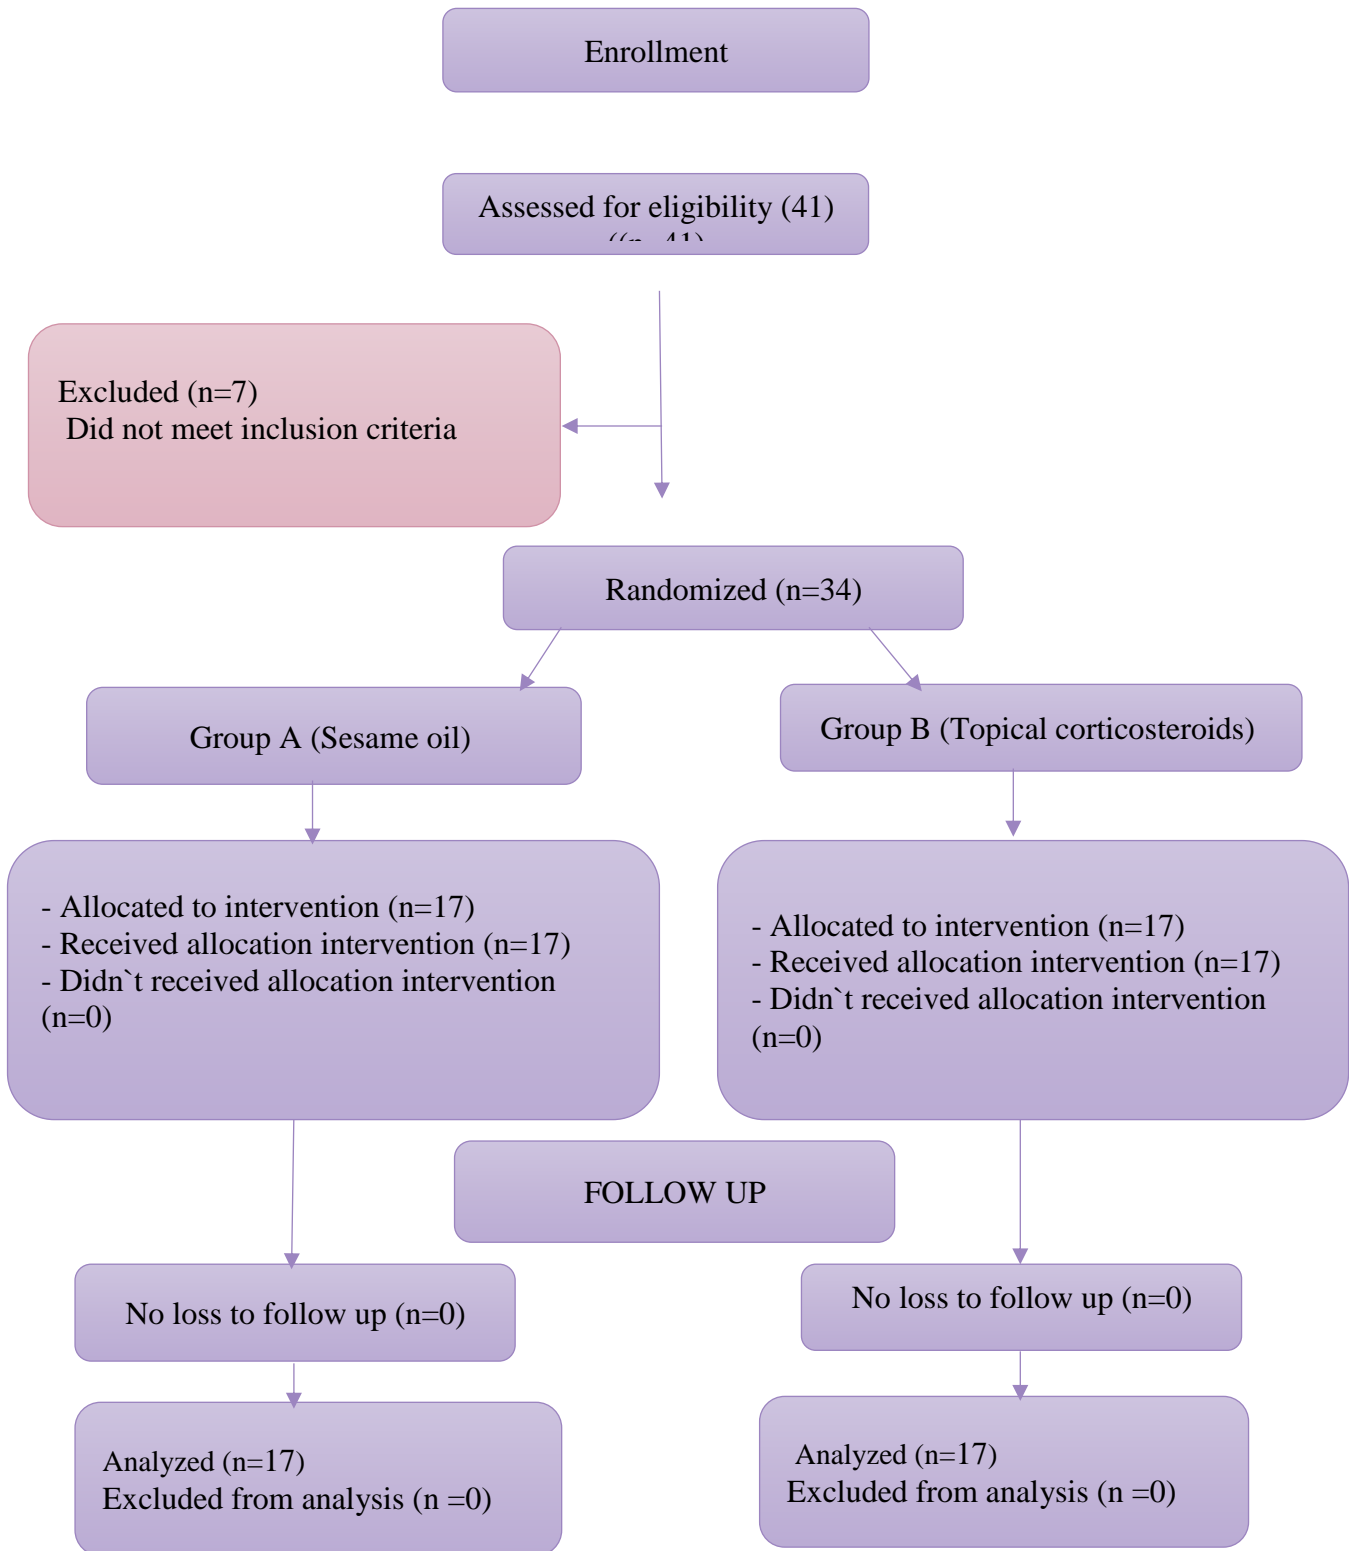 Enrollment
Assessed for eligibility (41)
Excluded (n=7)
Did not meet inclusion criteria
Randomized (n=34)
Group A (Sesame oil)
Group B (Topical corticosteroids)
- Allocated to intervention (n=17)
- Received allocation intervention (n=17)
- Didn`t received allocation intervention
(n=0)
- Allocated to intervention (n=17)
- Received allocation intervention (n=17)
- Didn`t received allocation intervention
(n=0)
FOLLOW UP
No loss to follow up (n=0)
No loss to follow up (n=0)
Analyzed (n=17)
Excluded from analysis (n =0)
Analyzed (n=17)
Excluded from analysis (n =0)